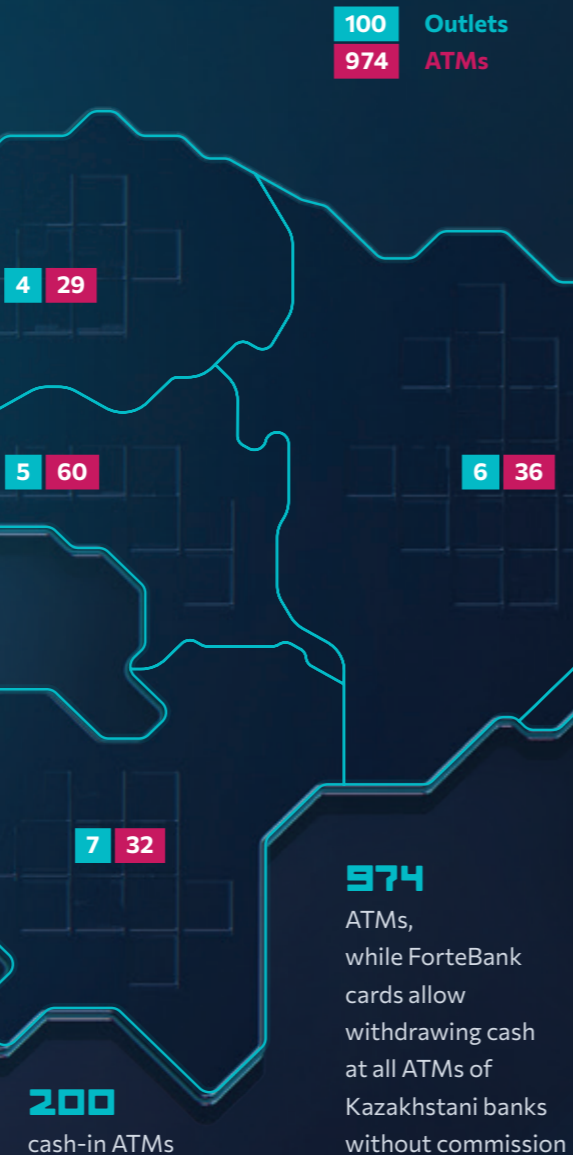 100 Outlets
974 ATMs
4 29
5 60
6 36
7 32
974
ATMs,
while ForteBank
cards allow
withdrawing cash
at all ATMs of
Kazakhstani banks
without commission
200
cash-in ATMs